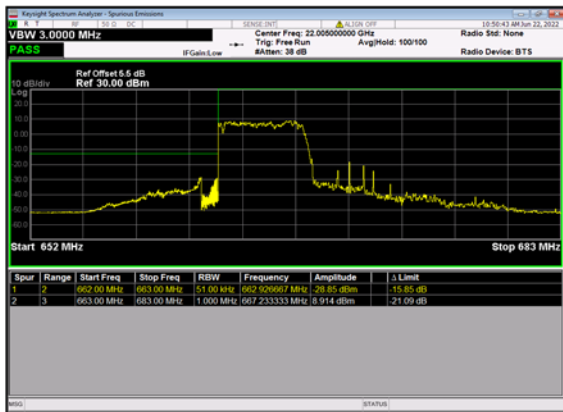 Keysight Spectrum Analyzer - Spurious Emissions
R T RF 50 Ω DC SENSE:INT ALIGN OFF 10:50:43 AM Jun 22, 2022
VBW 3.0000 MHz Center Freq: 22.005000000 GHz Radio Std: None
Trig: Free Run Avg|Hold: 100/100
PASS IFGain:Low #Atten: 38 dB Radio Device: BTS
Ref Offset 6.5 dB
10 dB/div Ref 30.00 dBm
Log
20.0
10.0
0.00
10.0
20.0
30.0
40.0
50.0
60.0
Start 652 MHz Stop 683 MHz
Spur Range Start Freq Stop Freq RBW Frequency Amplitude Δ Limit
1 2 662.00 MHz 663.00 MHz 51.00 kHz 662.926667 MHz -28.85 dBm -15.85 dB
2 3 663.00 MHz 683.00 MHz 1.000 MHz 667.233333 MHz 8.914 dBm -21.09 dB
MSG STATUS